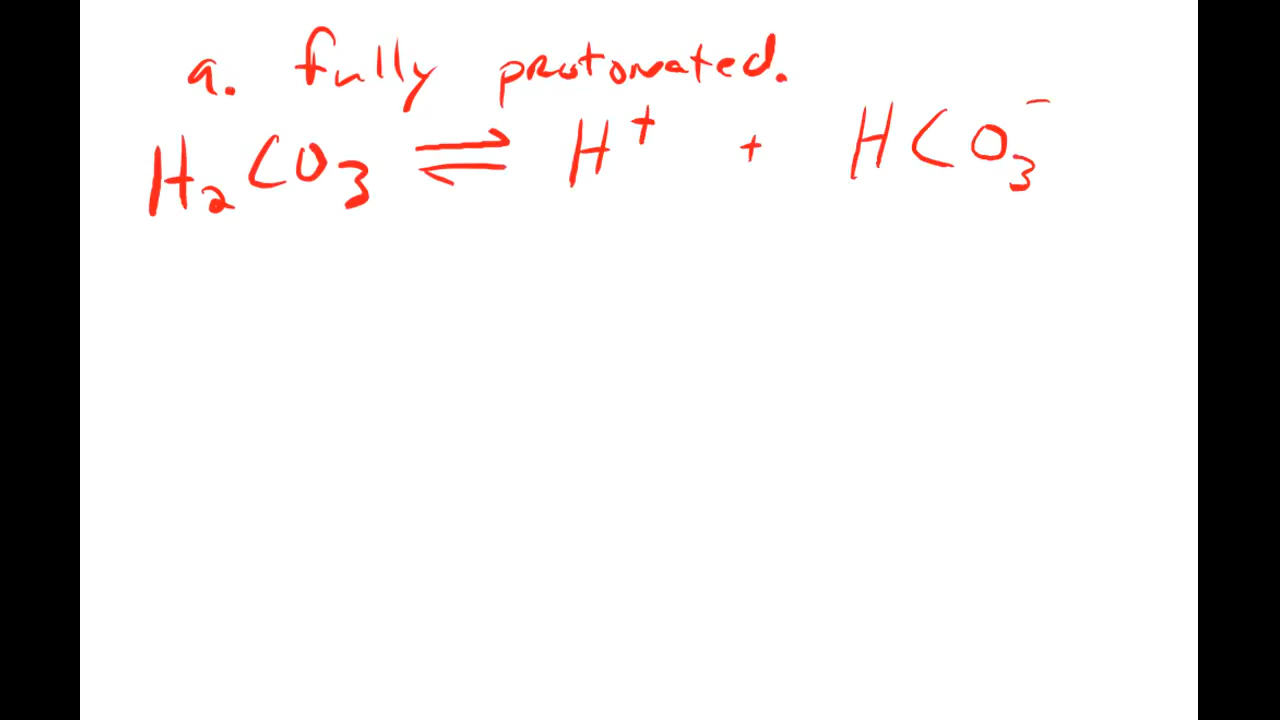 a. fully protonated.
H₂CO₃ ⇌ H⁺ + HCO₃⁻